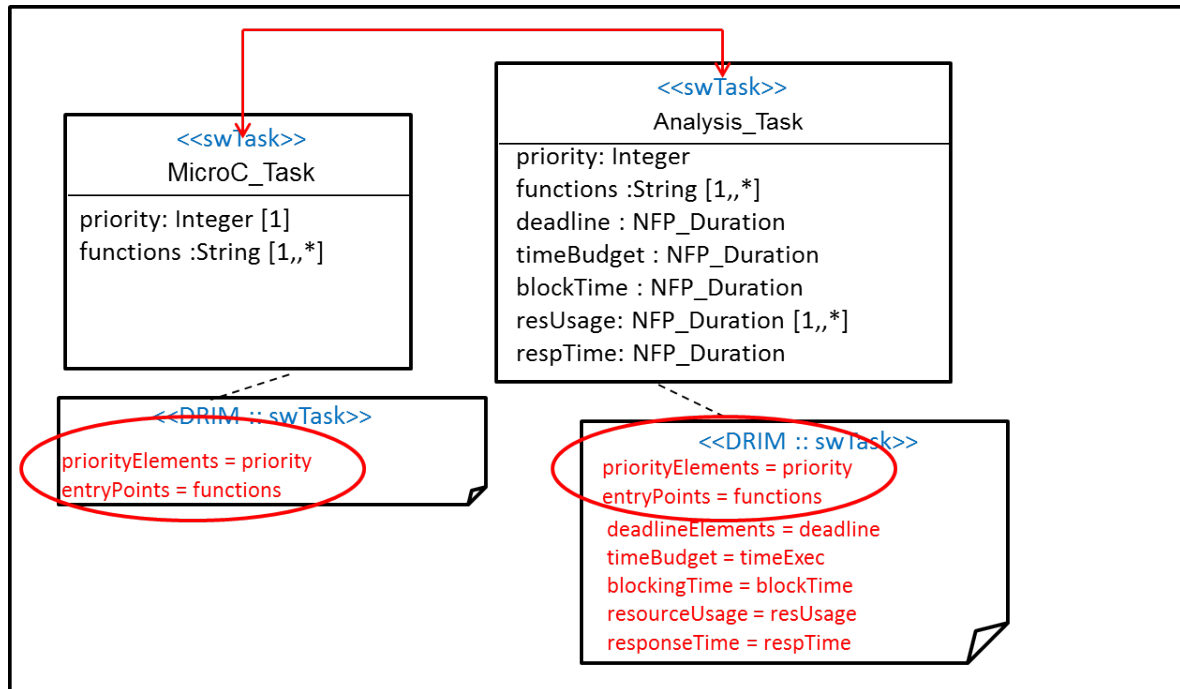 <<swTask>>
MicroC_Task
priority: Integer [1]
functions :String [1,,*]
<<swTask>>
Analysis_Task
priority: Integer
functions :String [1,,*]
deadline : NFP_Duration
timeBudget : NFP_Duration
blockTime : NFP_Duration
resUsage: NFP_Duration [1,,*]
respTime: NFP_Duration
<<DRIM :: swTask>>
priorityElements = priority
entryPoints = functions
<<DRIM :: swTask>>
priorityElements = priority
entryPoints = functions
deadlineElements = deadline
timeBudget = timeExec
blockingTime = blockTime
resourceUsage = resUsage
responseTime = respTime